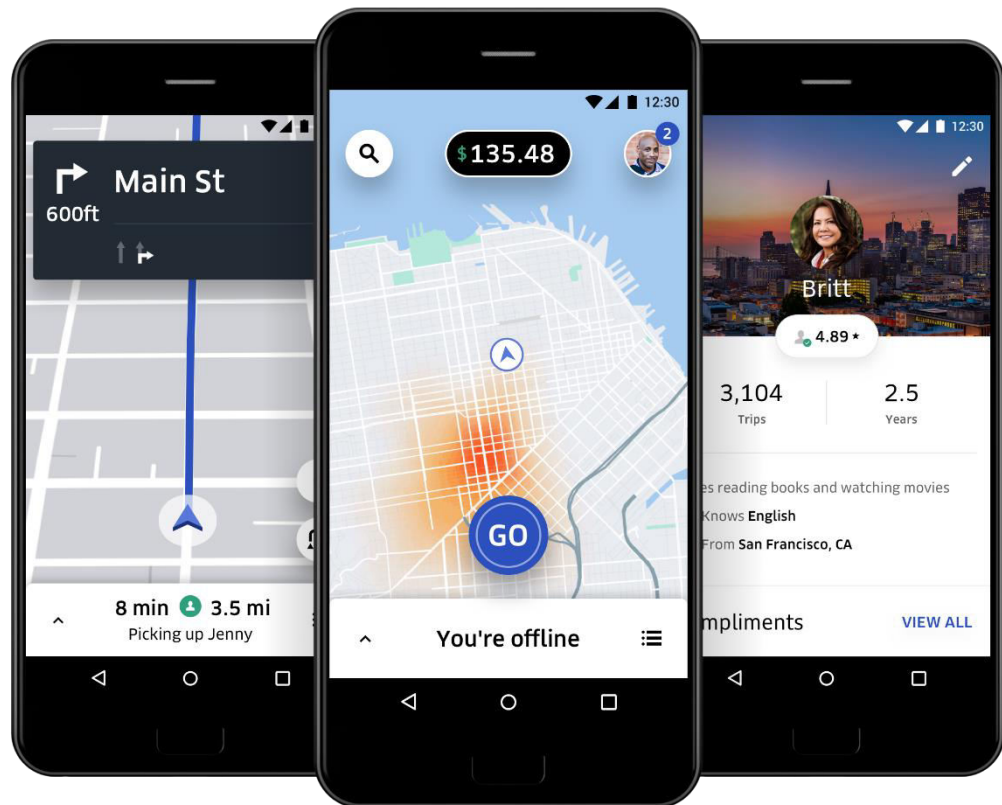 Main St
600ft
8 min 3.5 mi
Picking up Jenny
12:30
$135.48
2
GO
You're offline
12:30
Britt
4.89 ★
3,104 2.5
Trips Years
reading books and watching movies
Knows English
From San Francisco, CA
VIEW ALL